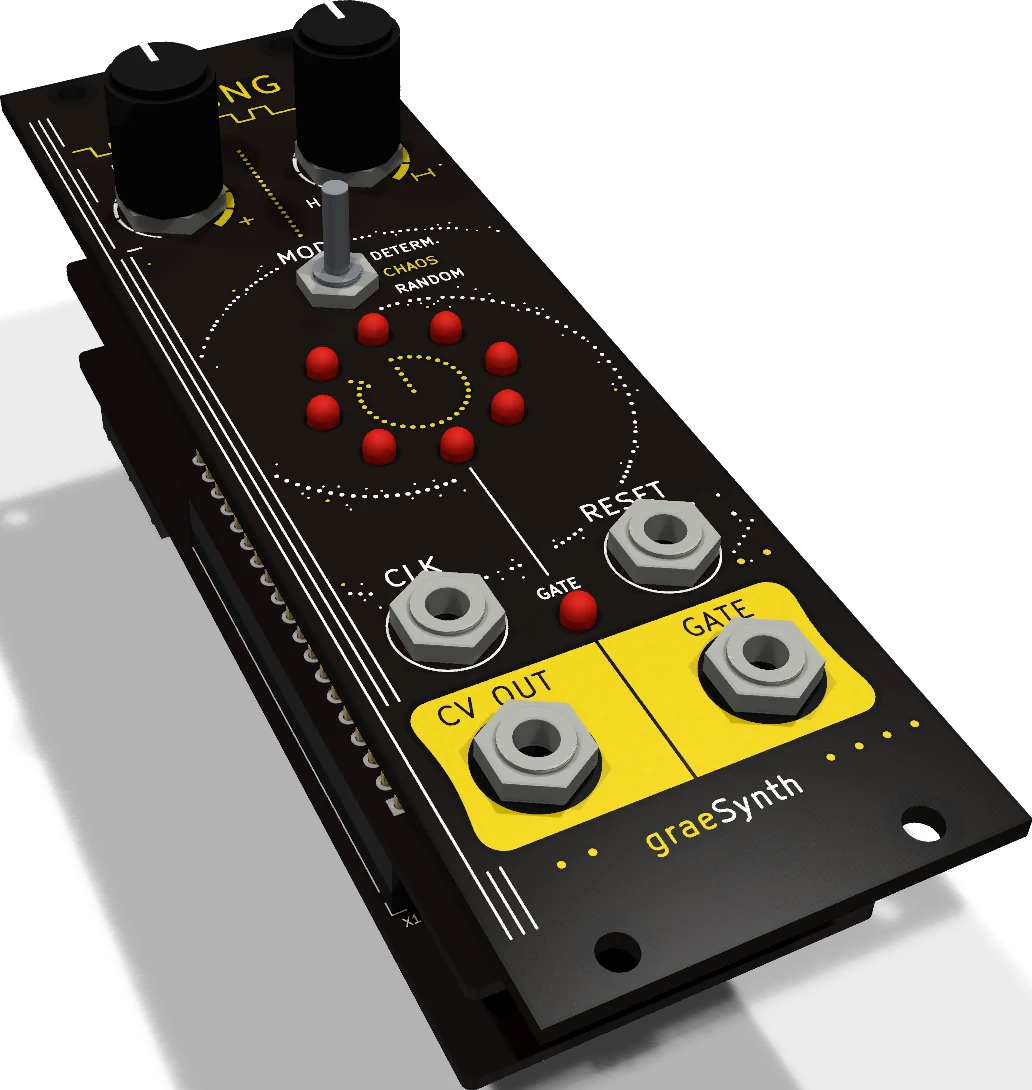 NG
+
H
MOD
DETERM.
CHAOS
RANDOM
RESET
CLK
GATE
GATE
CV OUT
graeSynth
X1